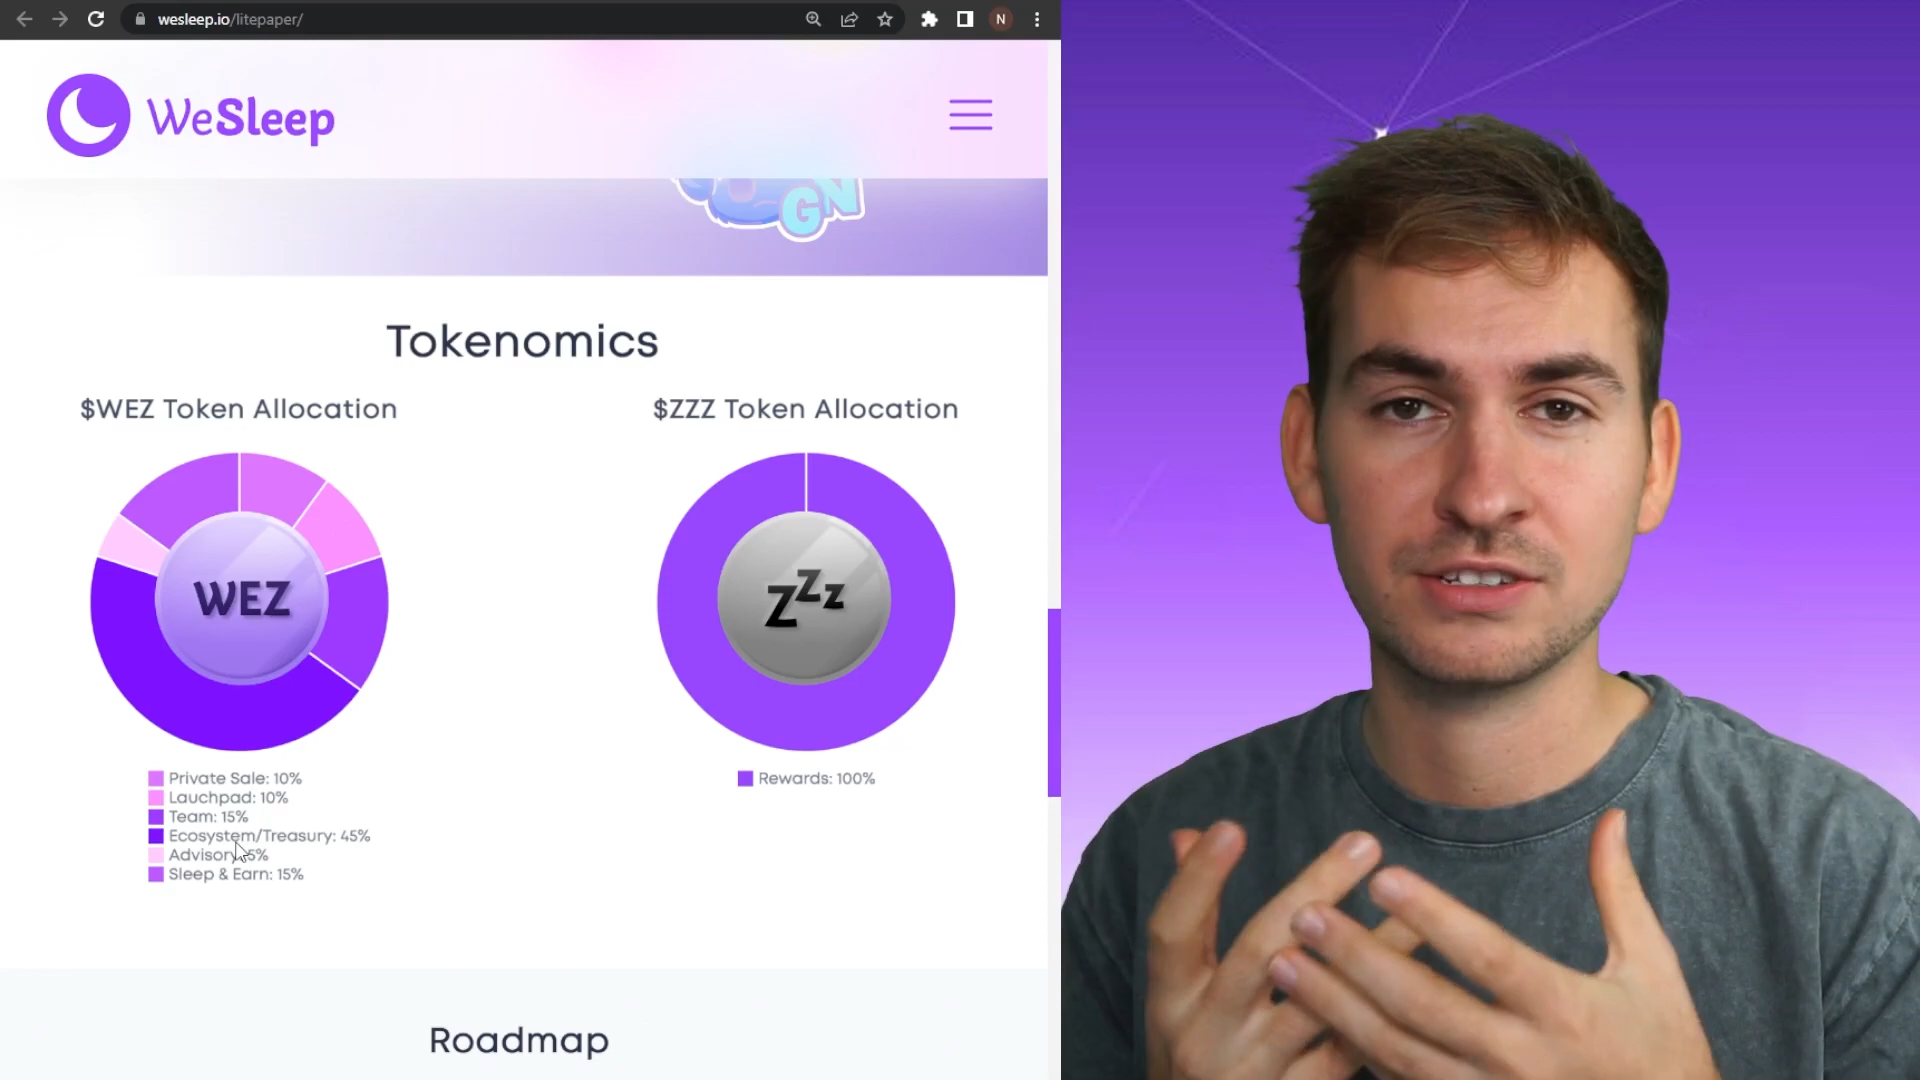 wesleep.io/litepaper/
N
WeSleep
GN
Tokenomics
$WEZ Token Allocation
$ZZZ Token Allocation
WEZ
ZZZ
Private Sale: 10%
Lauchpad: 10%
Team: 15%
Ecosystem/Treasury: 45%
Advisory: 5%
Sleep & Earn: 15%
Rewards: 100%
Roadmap